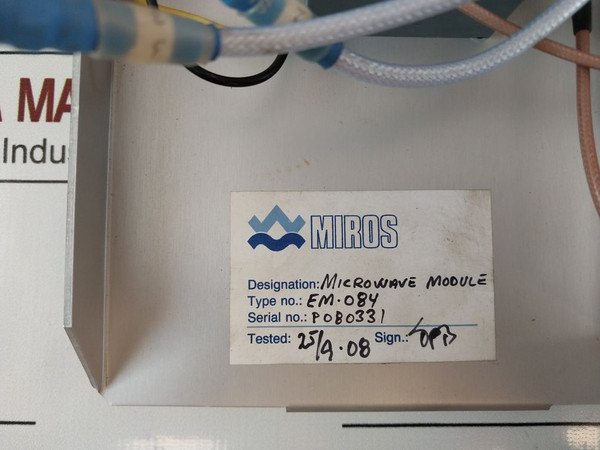 A MA
Indu
MIROS
Designation: MICROWAVE MODULE
Type no.: EM-084
Serial no.: P080331
Tested: 25/9-08 Sign.: